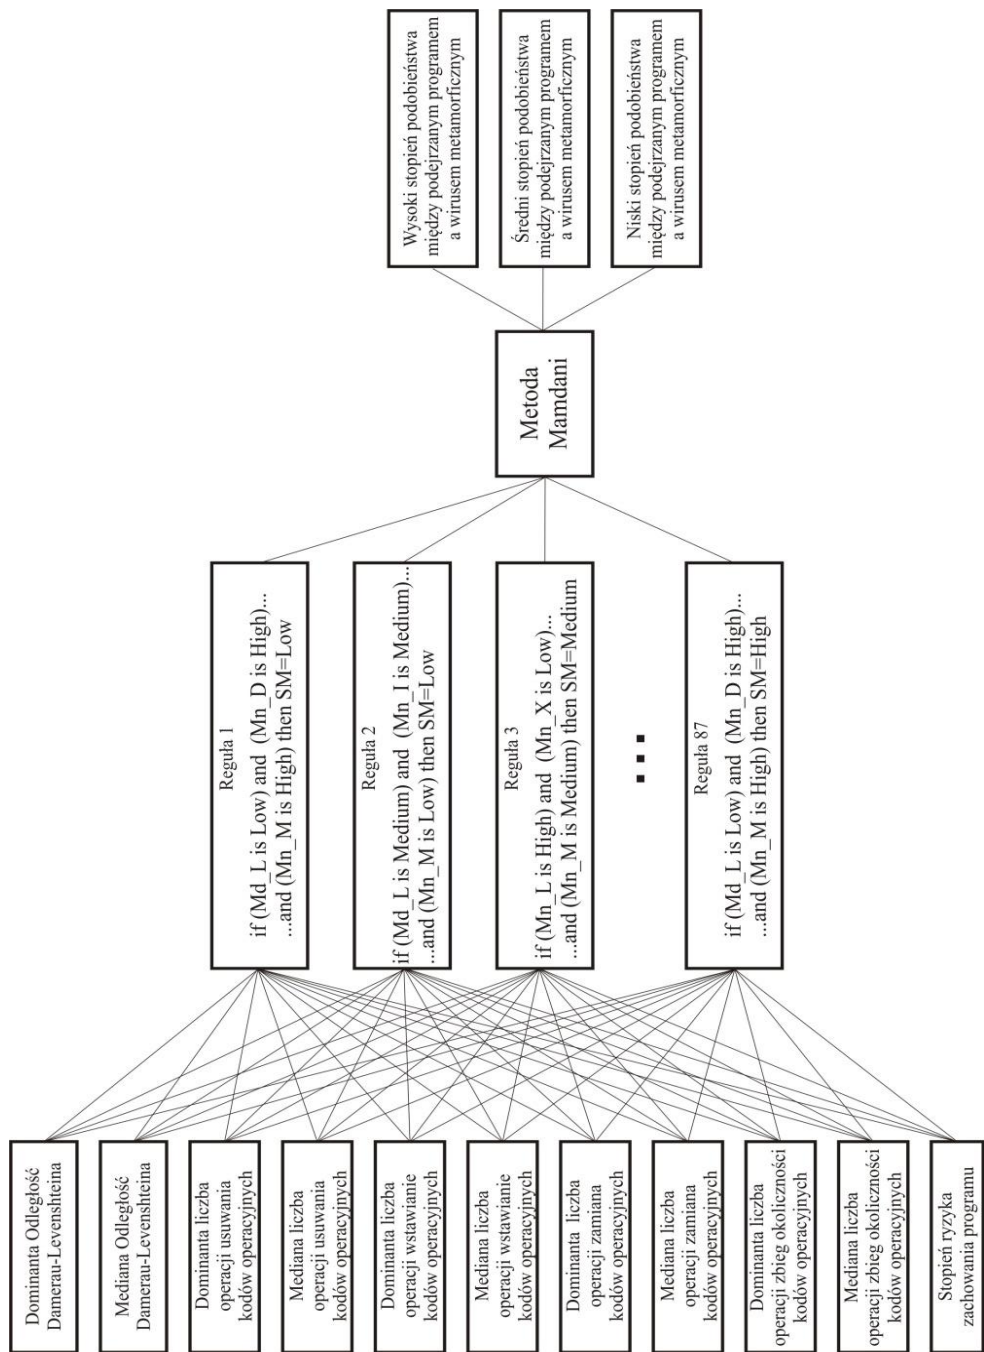 Dominanta Odległość
Damerau-Levenshteina
Mediana Odległość
Damerau-Levenshteina
Dominanta liczba
operacji usuwania
kodów operacyjnych
Mediana liczba
operacji usuwania
kodów operacyjnych
Dominanta liczba
operacji wstawianie
kodów operacyjnych
Mediana liczba
operacji wstawianie
kodów operacyjnych
Dominanta liczba
operacji zamiana
kodów operacyjnych
Mediana liczba
operacji zamiana
kodów operacyjnych
Dominanta liczba
operacji zbieg okoliczności
kodów operacyjnych
Mediana liczba
operacji zbieg okoliczności
kodów operacyjnych
Stopień ryzyka
zachowania programu
Reguła 1
if (Md_L is Low) and (Mn_D is High)...
...and (Mn_M is High) then SM=Low
Reguła 2
if (Md_L is Medium) and (Mn_I is Medium)...
...and (Mn_M is Low) then SM=Low
Reguła 3
if (Mn_L is High) and (Mn_X is Low)...
...and (Mn_M is Medium) then SM=Medium
...
Reguła 87
if (Md_L is Low) and (Mn_D is High)...
...and (Mn_M is High) then SM=High
Metoda
Mamdani
Wysoki stopień podobieństwa
między podejrzanym programem
a wirusem metamorficznym
Średni stopień podobieństwa
między podejrzanym programem
a wirusem metamorficznym
Niski stopień podobieństwa
między podejrzanym programem
a wirusem metamorficznym